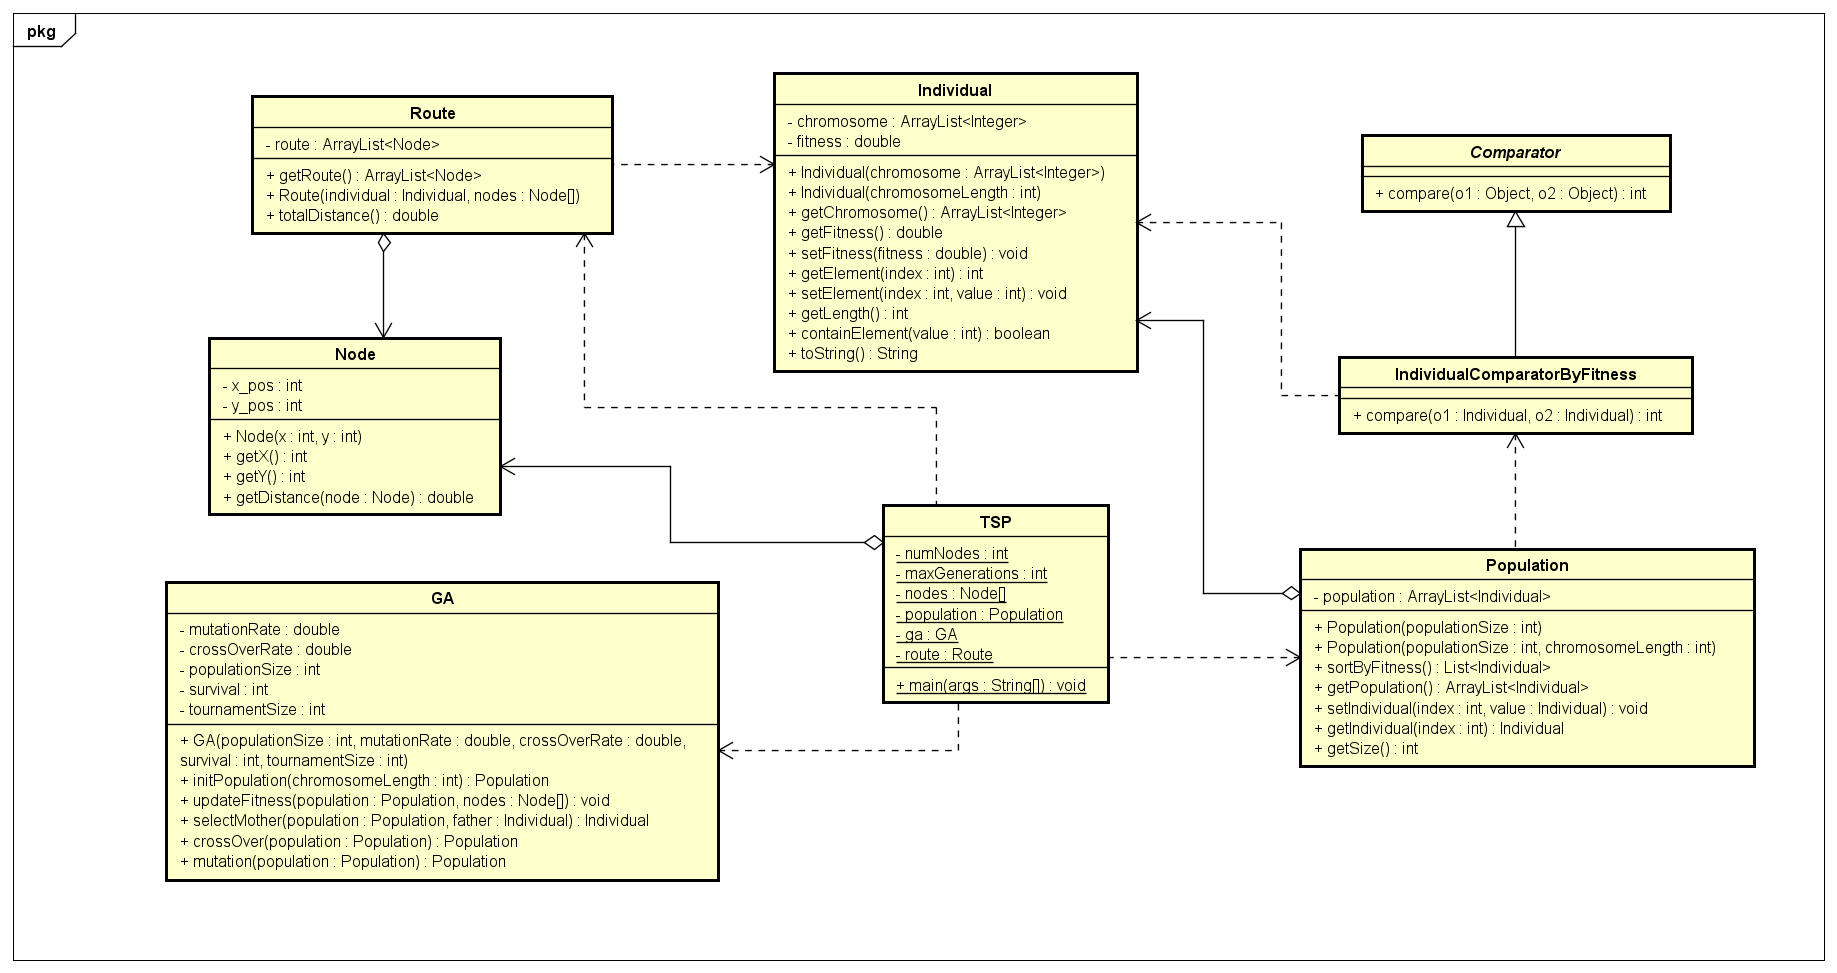 pkg
Route
- route : ArrayList<Node>
+ getRoute() : ArrayList<Node>
+ Route(individual : Individual, nodes : Node[])
+ totalDistance() : double
Individual
- chromosome : ArrayList<Integer>
- fitness : double
+ Individual(chromosome : ArrayList<Integer>)
+ Individual(chromosomeLength : int)
+ getChromosome() : ArrayList<Integer>
+ getFitness() : double
+ setFitness(fitness : double) : void
+ getElement(index : int) : int
+ setElement(index : int, value : int) : void
+ getLength() : int
+ containElement(value : int) : boolean
+ toString() : String
Comparator
+ compare(o1 : Object, o2 : Object) : int
Node
- x_pos : int
- y_pos : int
+ Node(x : int, y : int)
+ getX() : int
+ getY() : int
+ getDistance(node : Node) : double
IndividualComparatorByFitness
+ compare(o1 : Individual, o2 : Individual) : int
TSP
- numNodes : int
- maxGenerations : int
- nodes : Node[]
- population : Population
- ga : GA
- route : Route
+ main(args : String[]) : void
Population
- population : ArrayList<Individual>
+ Population(populationSize : int)
+ Population(populationSize : int, chromosomeLength : int)
+ sortByFitness() : List<Individual>
+ getPopulation() : ArrayList<Individual>
+ setIndividual(index : int, value : Individual) : void
+ getIndividual(index : int) : Individual
+ getSize() : int
GA
- mutationRate : double
- crossOverRate : double
- populationSize : int
- survival : int
- tournamentSize : int
+ GA(populationSize : int, mutationRate : double, crossOverRate : double,
survival : int, tournamentSize : int)
+ initPopulation(chromosomeLength : int) : Population
+ updateFitness(population : Population, nodes : Node[]) : void
+ selectMother(population : Population, father : Individual) : Individual
+ crossOver(population : Population) : Population
+ mutation(population : Population) : Population